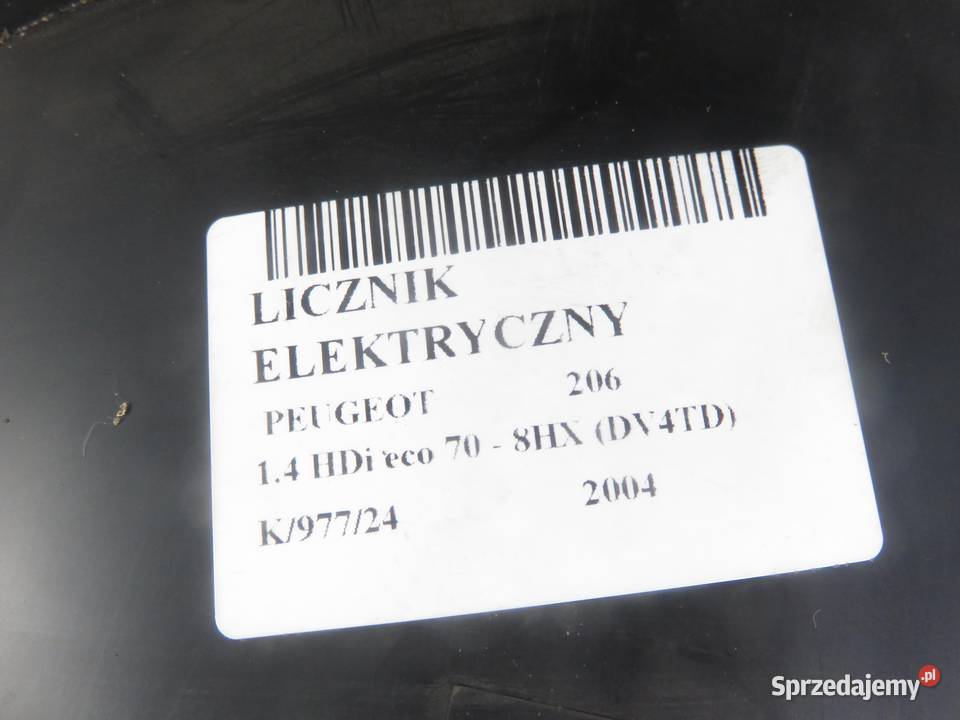 LICZNIK
ELEKTRYCZNY
PEUGEOT 206
1.4 HDi eco 70 - 8HX (DV4TD)
K/977/24 2004
Sprzedajemy.pl